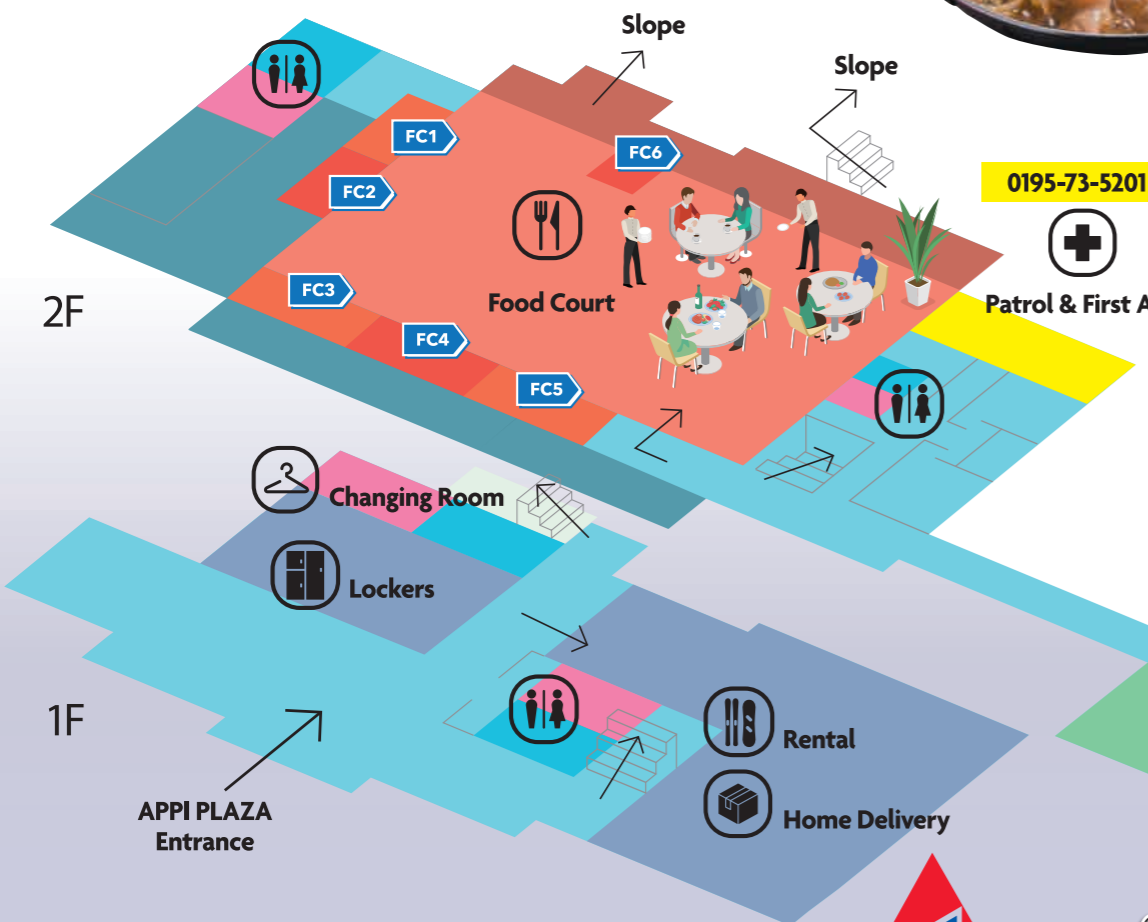 Slope
Slope
FC1
FC6
FC2
0195-73-5201
FC3
Food Court
Patrol & First A
2F
FC4
FC5
Changing Room
Lockers
1F
Rental
APPI PLAZA
Entrance
Home Delivery